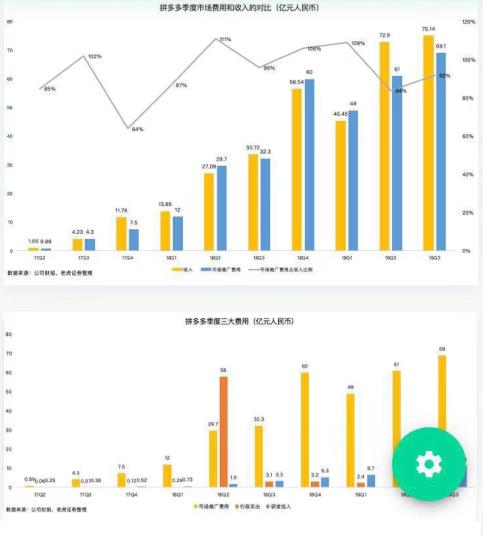 拼多多季度市场费用和收入的对比（亿元人民币）
80 120%
111% 75.14
102% 106% 109% 72.9 69.1
70 100%
96% 92%
85% 87% 84%
60 56.54 60 61 80%
64%
50 45.45 49
60%
40
33.72 32.3
30 27.09 29.7 40%
20
11.79 13.85 12 20%
10 7.5
4.23 4.3
1.05 0.89
0 0%
17Q2 17Q3 17Q4 18Q1 18Q2 18Q3 18Q4 19Q1 19Q2 19Q3
收入 市场推广费用 市场推广费用占收入比例
数据来源：公司财报，老虎证券整理
拼多多季度三大费用（亿元人民币）
80
70 69
60 58 60 61
50 49
40
30 29.7 32.3
20
10 7.5 12
4.3
0.89 0.06 0.25 0.07 0.36 0.12 0.52 0.29 0.73 1.9 3.1 3.3 3.2 5.3 2.4 6.7
0
17Q2 17Q3 17Q4 18Q1 18Q2 18Q3 18Q4 19Q1
市场推广费用 行政支出 研发投入
数据来源：公司财报，老虎证券整理